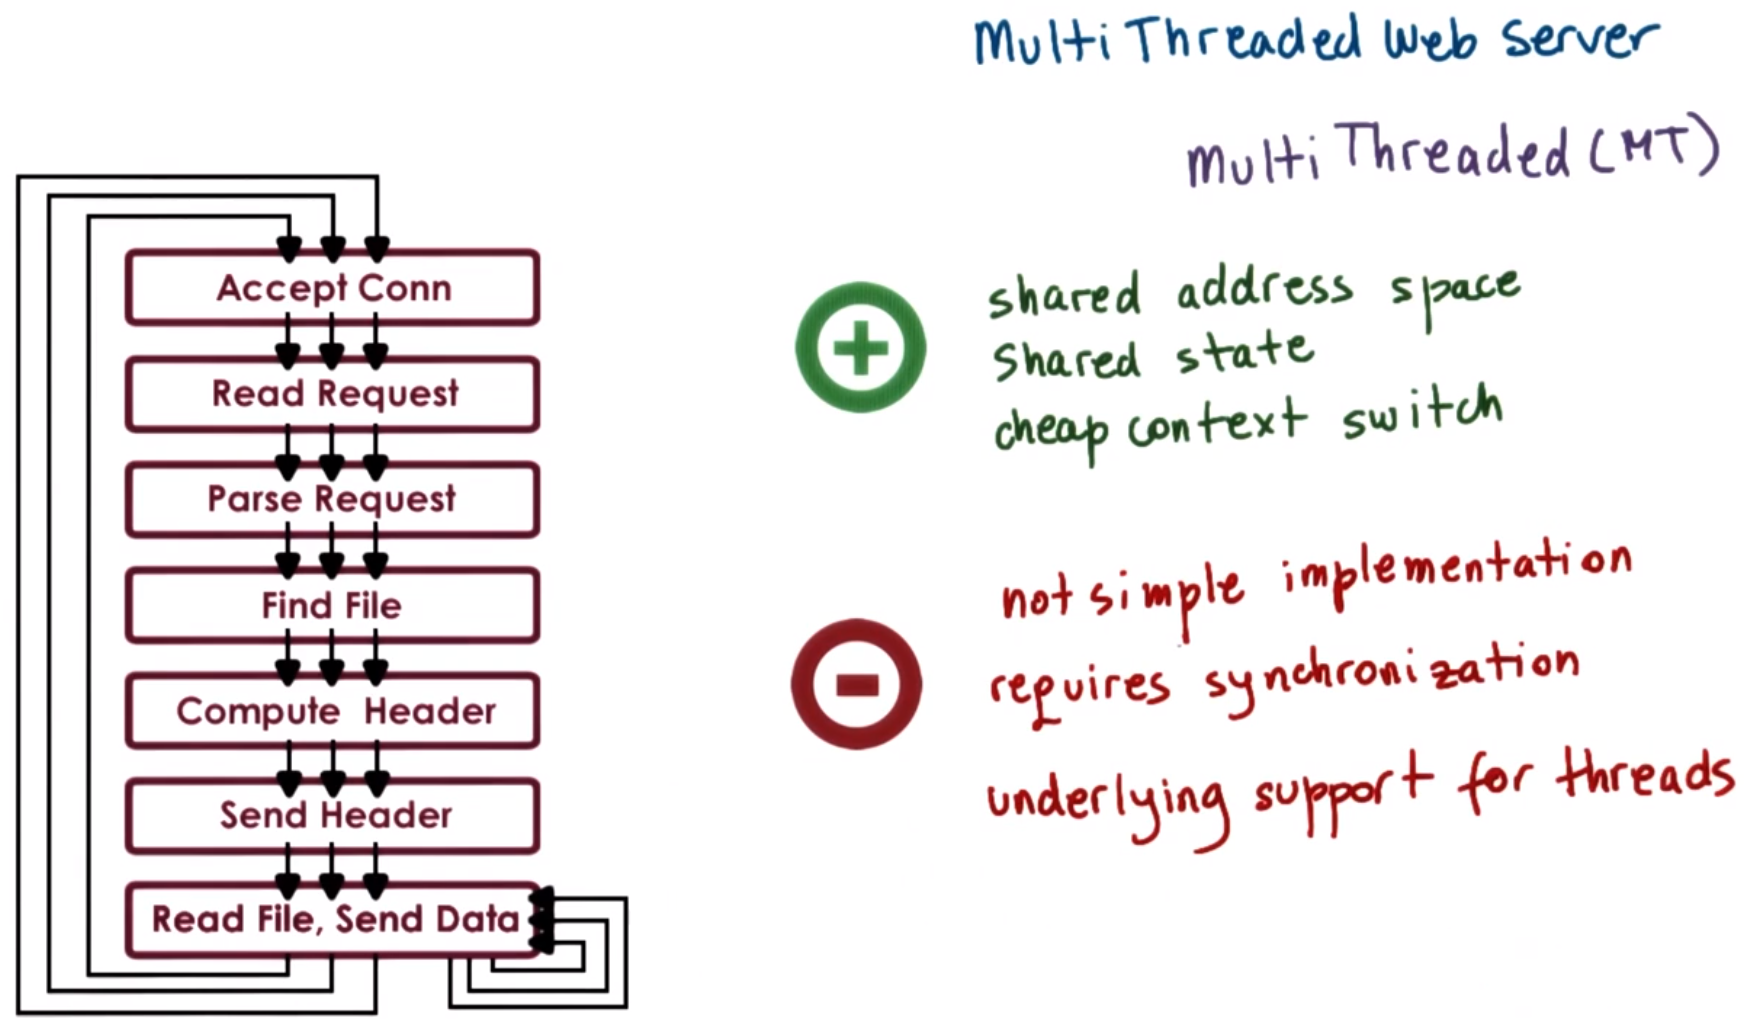 Multi Threaded Web Server
Multi Threaded (MT)
Accept Conn
Read Request
Parse Request
Find File
Compute Header
Send Header
Read File, Send Data
shared address space
shared state
cheap context switch
not simple implementation
requires synchronization
underlying support for threads